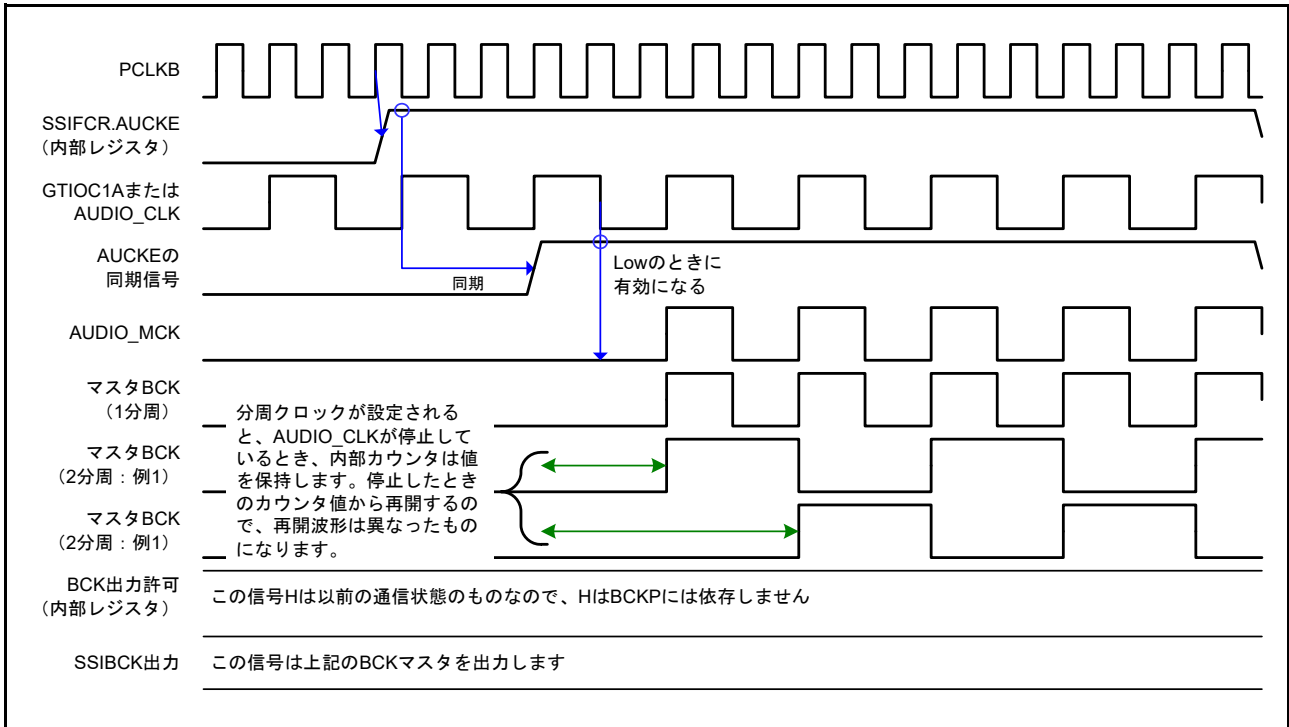 PCLKB
SSIFCR.AUCKE
（内部レジスタ）
GTIOC1Aまたは
AUDIO_CLK
AUCKEの
同期信号
同期
Lowのときに
有効になる
AUDIO_MCK
マスタBCK
（1分周）
分周クロックが設定される
と、AUDIO_CLKが停止して
いるとき、内部カウンタは値
を保持します。停止したとき
のカウンタ値から再開するの
で、再開波形は異なったもの
になります。
マスタBCK
（2分周：例1）
マスタBCK
（2分周：例1）
BCK出力許可
（内部レジスタ）
この信号Hは以前の通信状態のものなので、HはBCKPには依存しません
SSIBCK出力
この信号は上記のBCKマスタを出力します